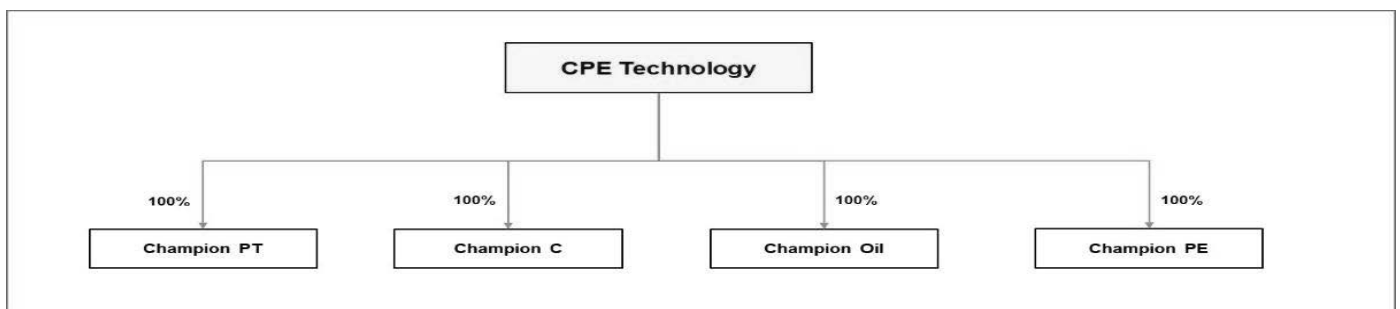 CPE Technology
100%
100%
100%
100%
Champion PT
Champion C
Champion Oil
Champion PE